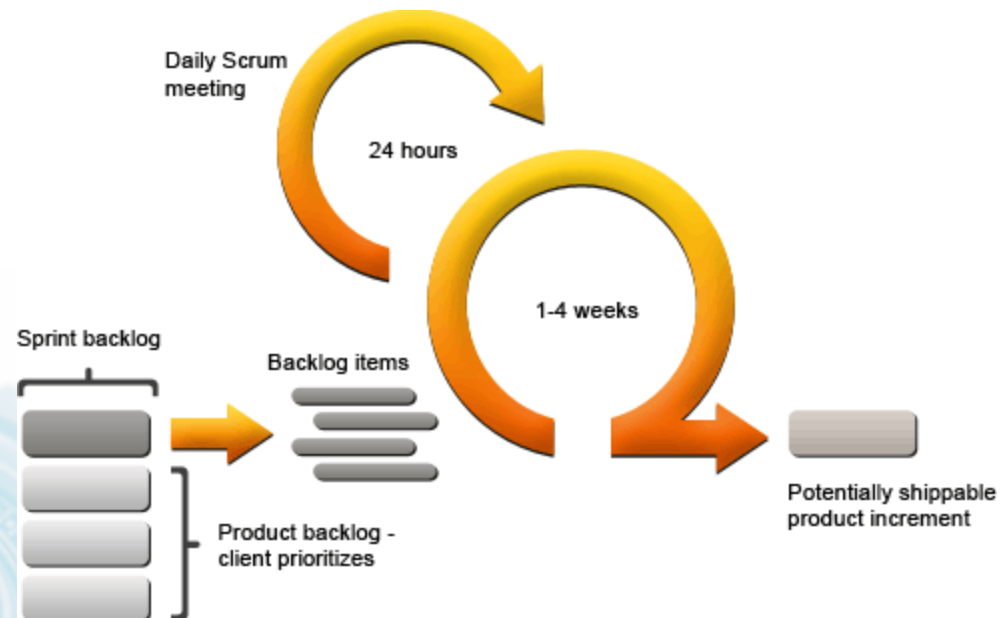 Daily Scrum
meeting
24 hours
1-4 weeks
Sprint backlog
Backlog items
Product backlog -
client prioritizes
Potentially shippable
product increment